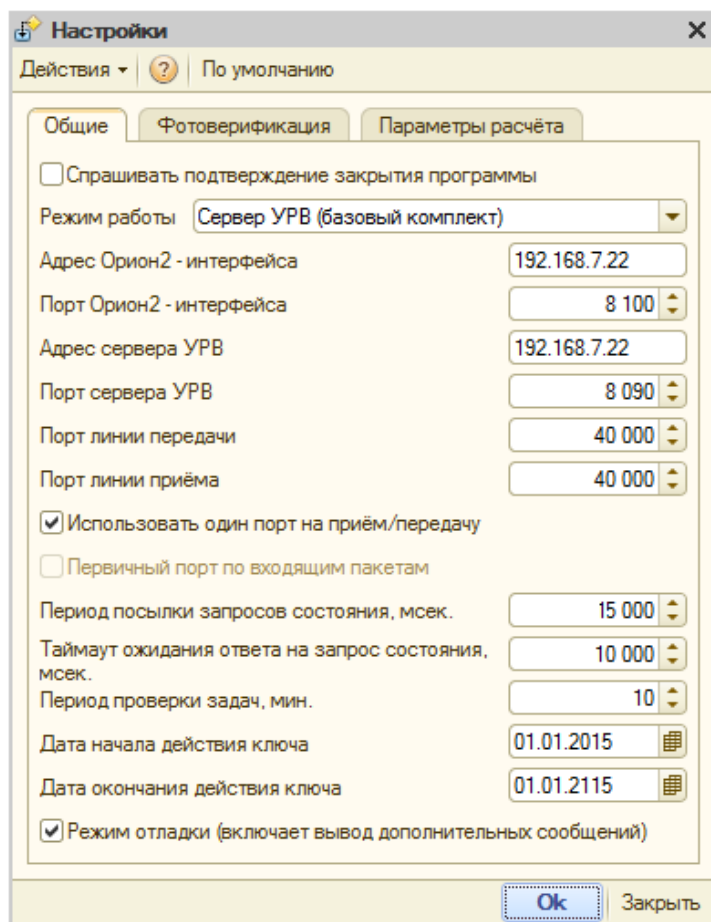 Настройки
Действия ? По умолчанию
Общие Фотоверификация Параметры расчёта
Спрашивать подтверждение закрытия программы
Режим работы Сервер УРВ (базовый комплект)
Адрес Орион2 - интерфейса 192.168.7.22
Порт Орион2 - интерфейса 8 100
Адрес сервера УРВ 192.168.7.22
Порт сервера УРВ 8 090
Порт линии передачи 40 000
Порт линии приёма 40 000
Использовать один порт на приём/передачу
Первичный порт по входящим пакетам
Период посылки запросов состояния, мсек. 15 000
Таймаут ожидания ответа на запрос состояния, 10 000
мсек.
Период проверки задач, мин. 10
Дата начала действия ключа 01.01.2015
Дата окончания действия ключа 01.01.2115
Режим отладки (включает вывод дополнительных сообщений)
Ok Закрыть